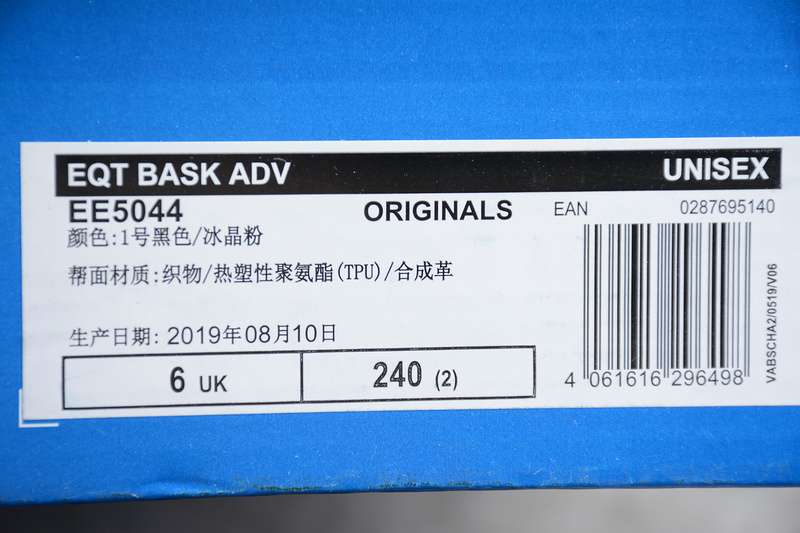 EQT BASK ADV UNISEX
EE5044 ORIGINALS EAN 0287695140
颜色:1号黑色/冰晶粉
帮面材质:织物/热塑性聚氨酯(TPU)/合成革
生产日期: 2019年08月10日
6 UK 240 (2)
4 061616 296498
VABSCHA2/0519/V06